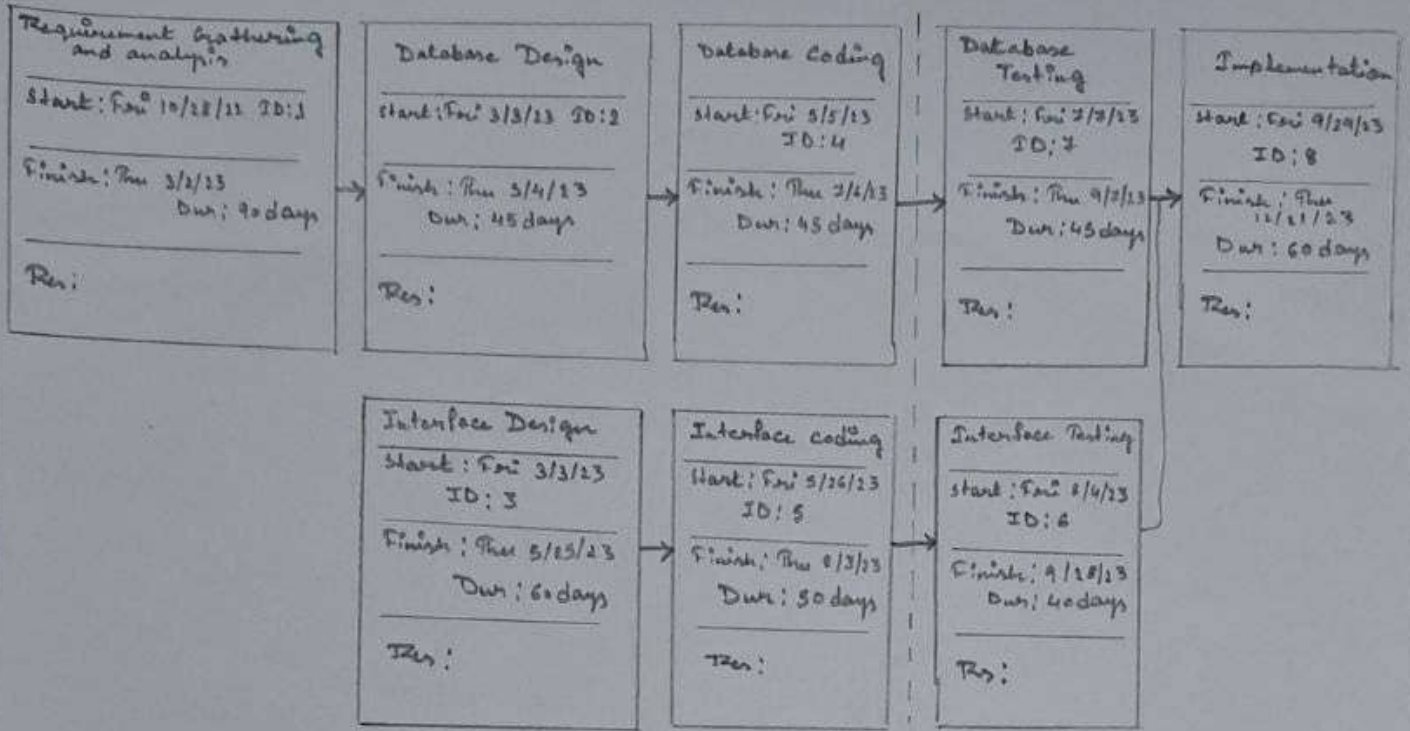 Requirement Gathering
and analysis
Start: Fri 10/28/22 ID:1
Finish: Thu 3/2/23
Dur: 90 days
Res:
Database Design
Start: Fri 3/3/23 ID:2
Finish: Thu 5/4/23
Dur: 45 days
Res:
Database Coding
Start: Fri 5/5/23
ID:4
Finish: Thu 7/6/23
Dur: 45 days
Res:
Database
Testing
Start: Fri 7/7/23
ID:7
Finish: Thu 9/7/23
Dur: 45 days
Res:
Implementation
Start: Fri 9/29/23
ID:8
Finish: Thu
12/21/23
Dur: 60 days
Res:
Interface Design
Start: Fri 3/3/23
ID:3
Finish: Thu 5/25/23
Dur: 60 days
Res:
Interface coding
Start: Fri 5/26/23
ID:5
Finish: Thu 8/3/23
Dur: 50 days
Res:
Interface Testing
Start: Fri 8/4/23
ID:6
Finish: 9/28/23
Dur: 40 days
Res: